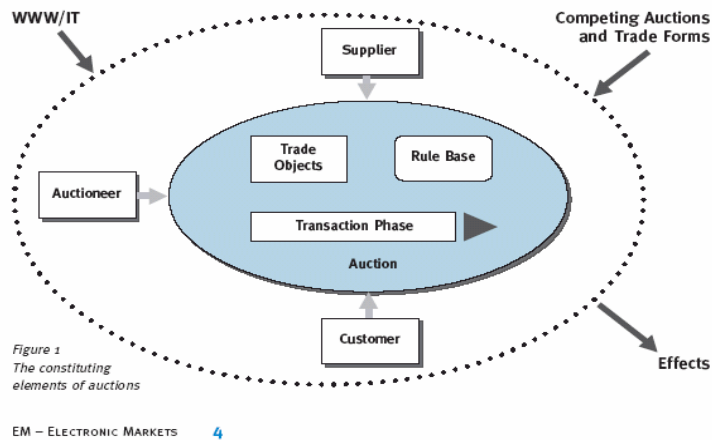 WWW/IT
Competing Auctions
and Trade Forms
Supplier
Trade
Objects
Rule Base
Auctioneer
Transaction Phase
Auction
Customer
Figure 1
The constituting
elements of auctions
Effects
EM – Electronic Markets 4